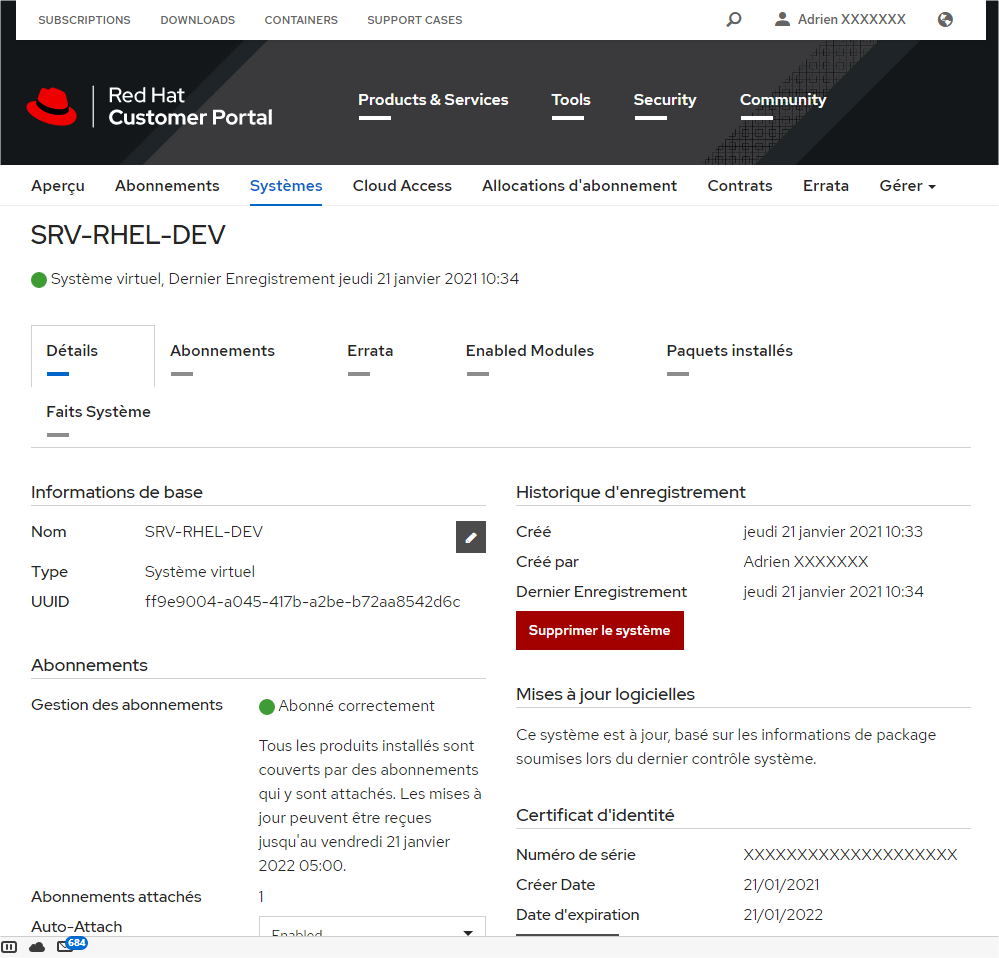 SUBSCRIPTIONS DOWNLOADS CONTAINERS SUPPORT CASES Adrien XXXXXXX
Red Hat
Customer Portal
Products & Services Tools Security Community
Aperçu Abonnements Systèmes Cloud Access Allocations d'abonnement Contrats Errata Gérer
SRV-RHEL-DEV
Système virtuel, Dernier Enregistrement jeudi 21 janvier 2021 10:34
Détails Abonnements Errata Enabled Modules Paquets installés
Faits Système
Informations de base
Nom SRV-RHEL-DEV
Type Système virtuel
UUID ff9e9004-a045-417b-a2be-b72aa8542d6c
Abonnements
Gestion des abonnements Abonné correctement
Tous les produits installés sont
couverts par des abonnements
qui y sont attachés. Les mises à
jour peuvent être reçues
jusqu'au vendredi 21 janvier
2022 05:00.
Abonnements attachés 1
Auto-Attach Enabled
Historique d'enregistrement
Créé jeudi 21 janvier 2021 10:33
Créé par Adrien XXXXXXX
Dernier Enregistrement jeudi 21 janvier 2021 10:34
Supprimer le système
Mises à jour logicielles
Ce système est à jour, basé sur les informations de package
soumises lors du dernier contrôle système.
Certificat d'identité
Numéro de série XXXXXXXXXXXXXXXXXXXX
Créer Date 21/01/2021
Date d'expiration 21/01/2022
684